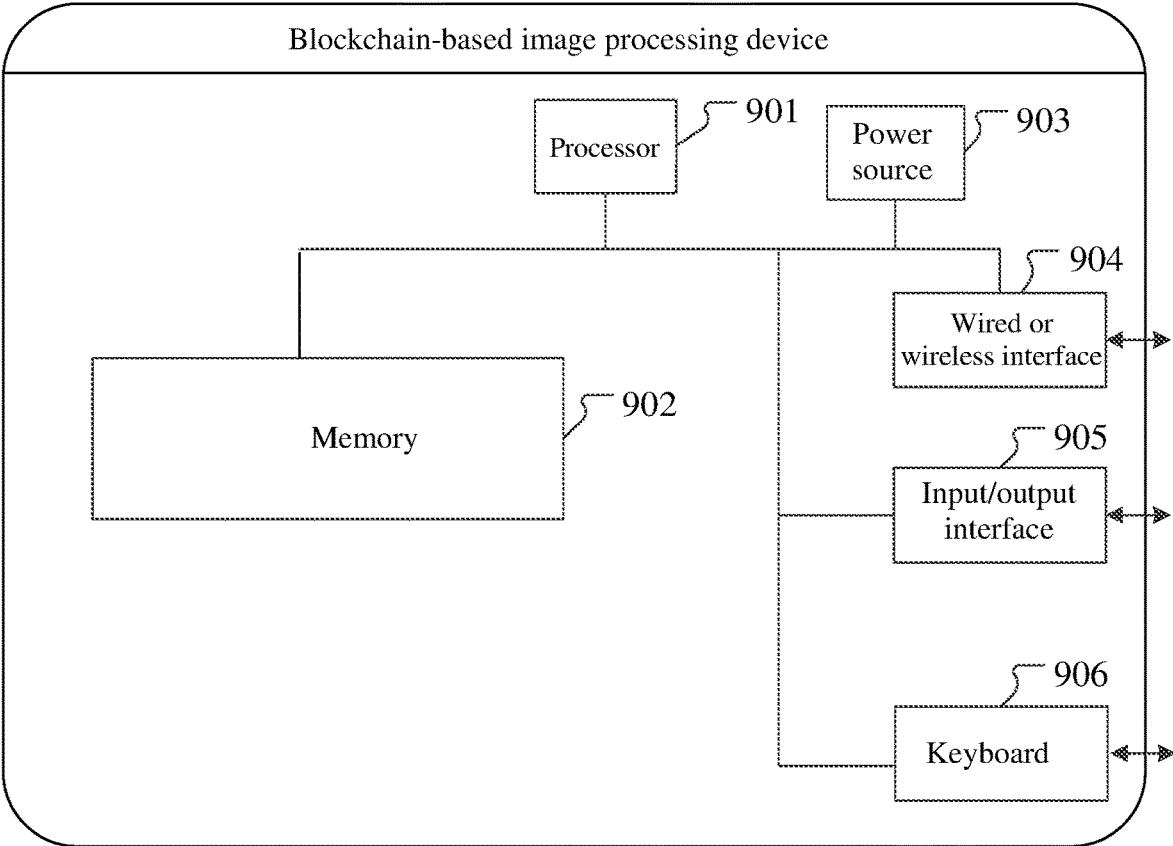 Blockchain-based image processing device
Processor
901
Power
source
903
904
Wired or
wireless interface
902
Memory
905
Input/output
interface
906
Keyboard